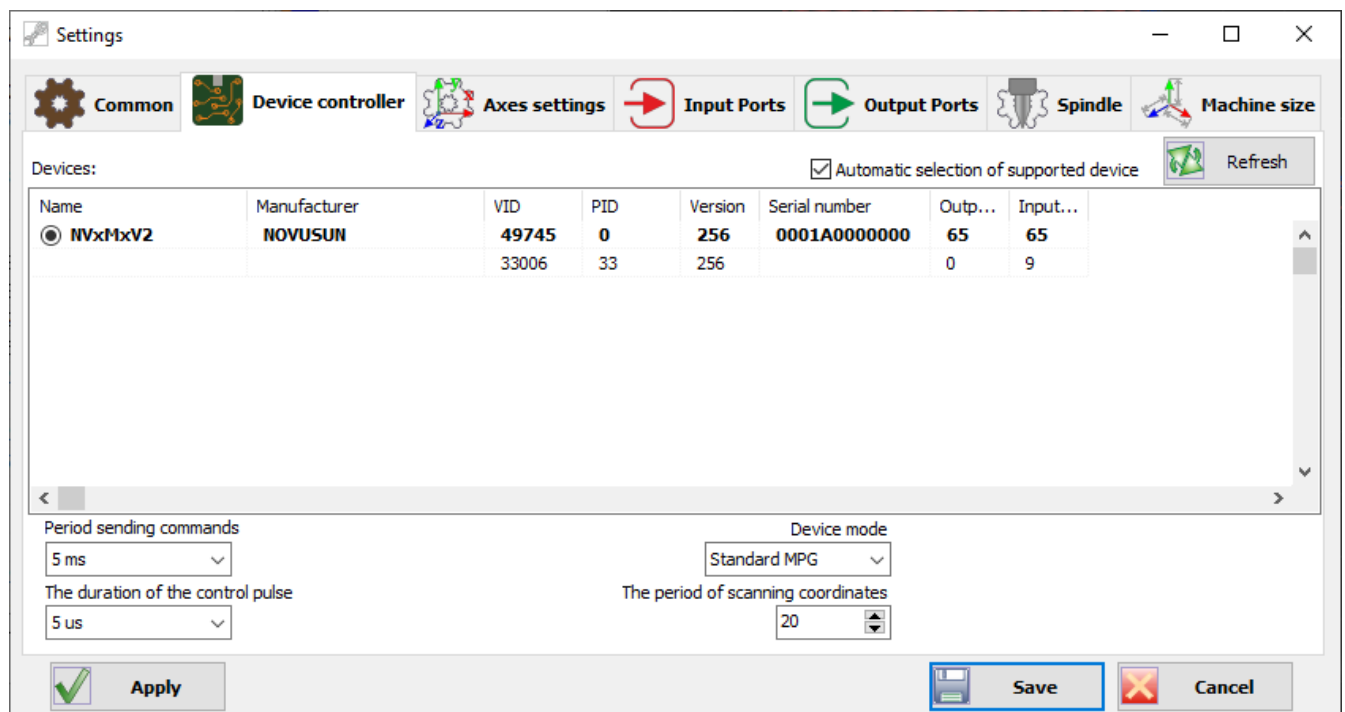 Settings
Common Device controller Axes settings Input Ports Output Ports Spindle Machine size
Devices: Automatic selection of supported device Refresh
Name Manufacturer VID PID Version Serial number Outp... Input...
NVxMxV2 NOVUSUN 49745 0 256 0001A0000000 65 65
33006 33 256 0 9
Period sending commands Device mode
5 ms Standard MPG
The duration of the control pulse The period of scanning coordinates
5 us 20
Apply Save Cancel